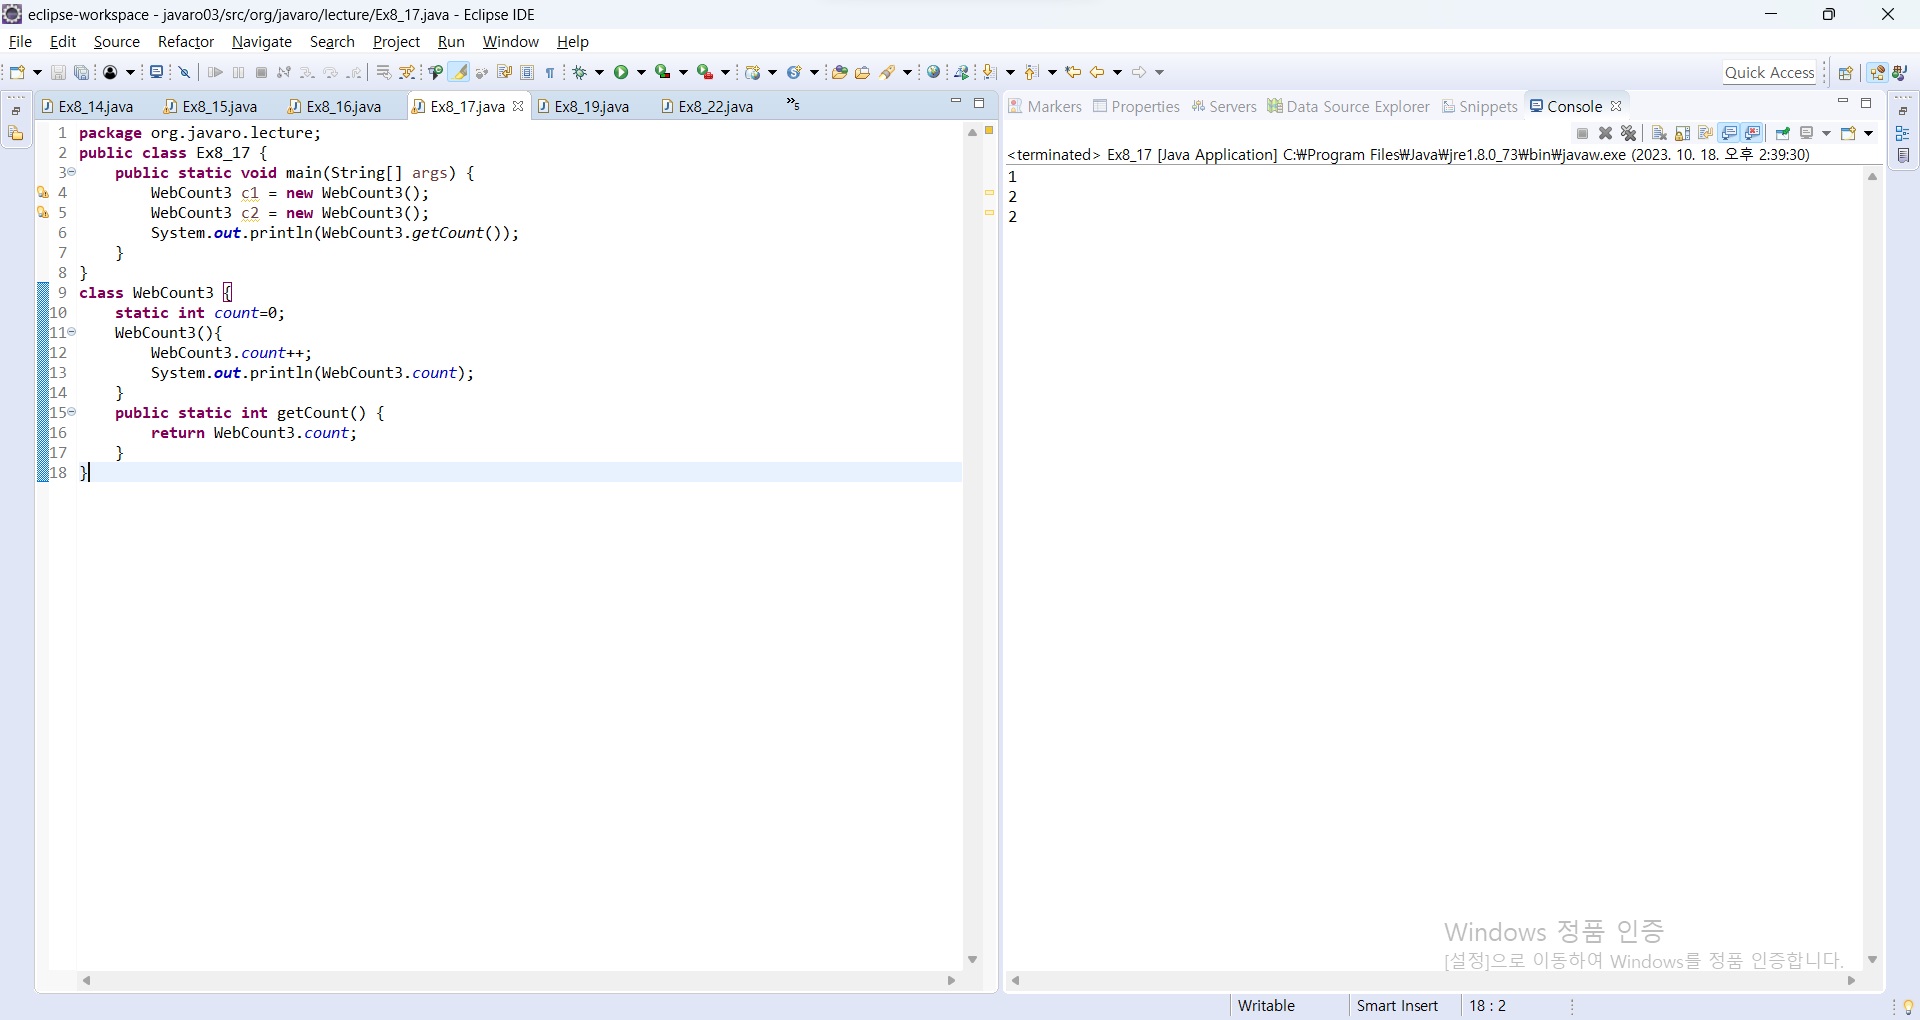 eclipse-workspace - javaro03/src/org/javaro/lecture/Ex8_17.java - Eclipse IDE
File Edit Source Refactor Navigate Search Project Run Window Help
Quick Access
Ex8_14.java Ex8_15.java Ex8_16.java Ex8_17.java Ex8_19.java Ex8_22.java »5
1 package org.javaro.lecture;
2 public class Ex8_17 {
3 public static void main(String[] args) {
4 WebCount3 c1 = new WebCount3();
5 WebCount3 c2 = new WebCount3();
6 System.out.println(WebCount3.getCount());
7 }
8 }
9 class WebCount3 {
10 static int count=0;
11 WebCount3(){
12 WebCount3.count++;
13 System.out.println(WebCount3.count);
14 }
15 public static int getCount() {
16 return WebCount3.count;
17 }
18 }
Markers Properties Servers Data Source Explorer Snippets Console
<terminated> Ex8_17 [Java Application] C:₩Program Files₩Java₩jre1.8.0_73₩bin₩javaw.exe (2023. 10. 18. 오후 2:39:30)
1
2
2
Windows 정품 인증
[설정]으로 이동하여 Windows를 정품 인증합니다.
Writable Smart Insert 18 : 2